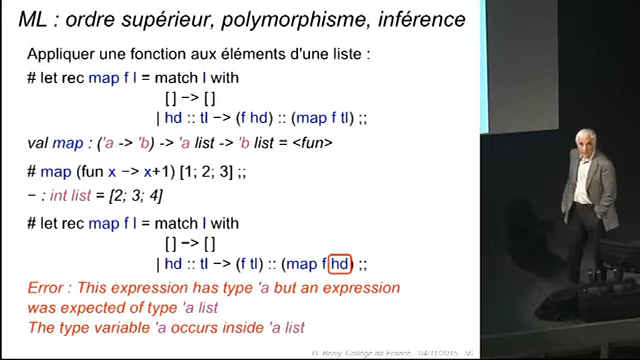 ML : ordre supérieur, polymorphisme, inférence
Appliquer une fonction aux éléments d'une liste :
# let rec map f l = match l with
[ ] –> [ ]
| hd :: tl –> (f hd) :: (map f tl) ;;
val map : ('a -> 'b) -> 'a list -> 'b list = <fun>
# map (fun x –> x+1) [1; 2; 3] ;;
– : int list = [2; 3; 4]
# let rec map f l = match l with
[ ] –> [ ]
| hd :: tl –> (f tl) :: (map f hd) ;;
Error : This expression has type 'a but an expression
was expected of type 'a list
The type variable 'a occurs inside 'a list
G. Berry, Collège de France, 04/11/2015 56